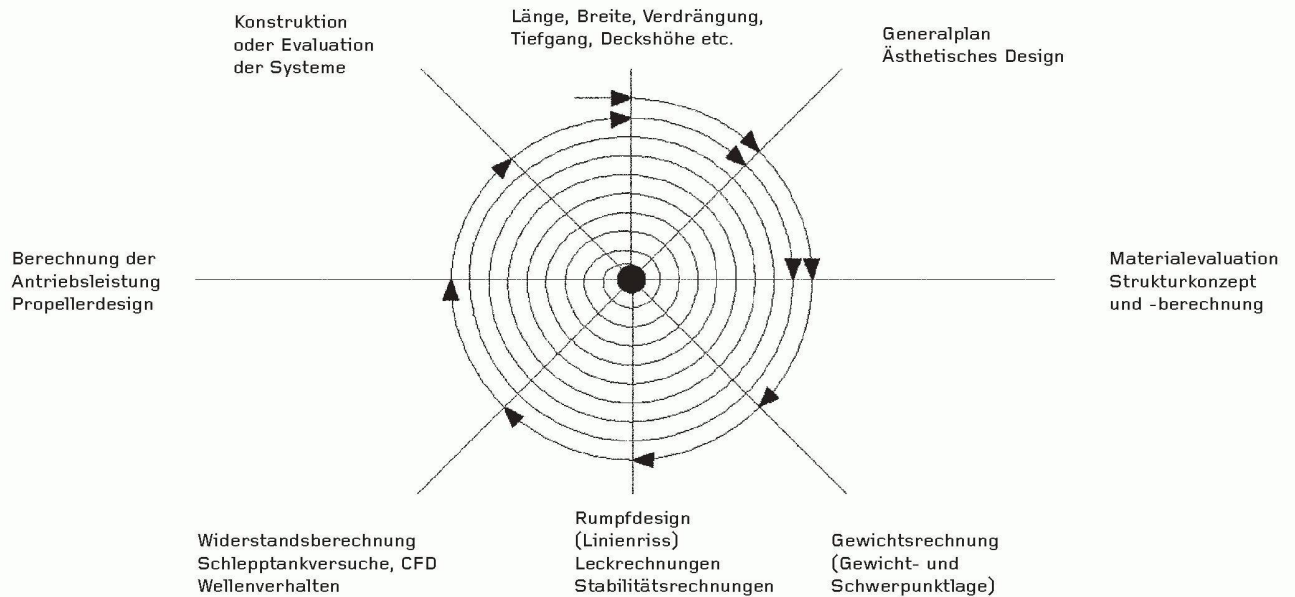 Konstruktion
oder Evaluation
der Systeme
Länge, Breite, Verdrängung,
Tiefgang, Deckshöhe etc.
Generalplan
Ästhetisches Design
Berechnung der
Antriebsleistung
Propellerdesign
Materialevaluation
Strukturkonzept
und -berechnung
Widerstandsberechnung
Schlepptankversuche, CFD
Wellenverhalten
Rumpfdesign
(Linienriss)
Leckrechnungen
Stabilitätsrechnungen
Gewichtsrechnung
(Gewicht- und
Schwerpunktlage)